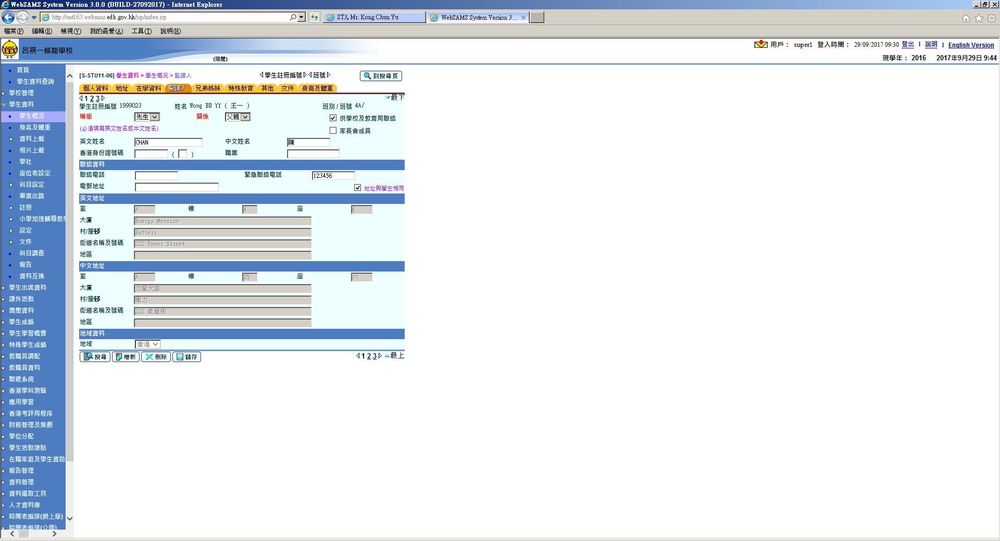 WebSAMS System Version 3.0.0 (BUILD-27092017) - Internet Explorer
http://uat163.websams.edb.gov.hk/jsp/index.jsp
ST3, Mr. Kong Chun Yu
WebSAMS System Version 3....
檔案(F) 編輯(E) 檢視(V) 我的最愛(A) 工具(T) 說明(H)
呂祺一條龍學校
(限閱)
用戶： super1 登入時間： 29/09/2017 09:30 登出 | 說明 | English Version
現學年： 2016 2017年9月29日 9:44
首頁
學生資料查詢
學校管理
學生資料
學生概況
身高及體重
資料上載
相片上載
學社
座位表設定
科目設定
畢業出路
註冊
小學加強輔導教學
設定
文件
科目調查
報告
資料互換
學生出席資料
課外活動
獎懲資料
學生成績
學生學習概覽
特殊學生成績
教職員調配
教職員資料
聯遞系統
香港學科測驗
應用學習
香港考評局程序
財務管理及策劃
學位分配
學生活動津貼
在職家庭及學生資助
報告管理
資料管理
資料選取工具
人才資料庫
時間表編排(網上版)
時間表編排(介面)
[S-STU11-06] 學生資料 > 學生概況 > 監護人
學生註冊編號 班號
到搜尋頁
個人資料 地址 在學資料 監護人 兄弟姊妹 特殊教育 其他 文件 身高及體重
1 2 3 最下
學生註冊編號 1999023 姓名 Wong BB YY ( 王一 ) 班別 / 班號 4A/
稱銜 先生 關係 父親 供學校及教育局聯絡
(必須填寫英文姓名或中文姓名) 家長會成員
英文姓名 CHAN 中文姓名 陳
香港身份證號碼 ( ) 職業
聯絡資料
聯絡電話 緊急聯絡電話 123456
電郵地址 地址與學生相同
英文地址
室 A 樓 4 座 6
大廈 Energy Mension
村/屋邨 Battery
街道名稱及號碼 222 Power Street
地區
中文地址
室 A 樓 四 座 六
大廈 力量大廈
村/屋邨 電力
街道名稱及號碼 222 能量街
地區
地域資料
地域 香港
搜尋 增新 刪除 儲存 1 2 3 最上